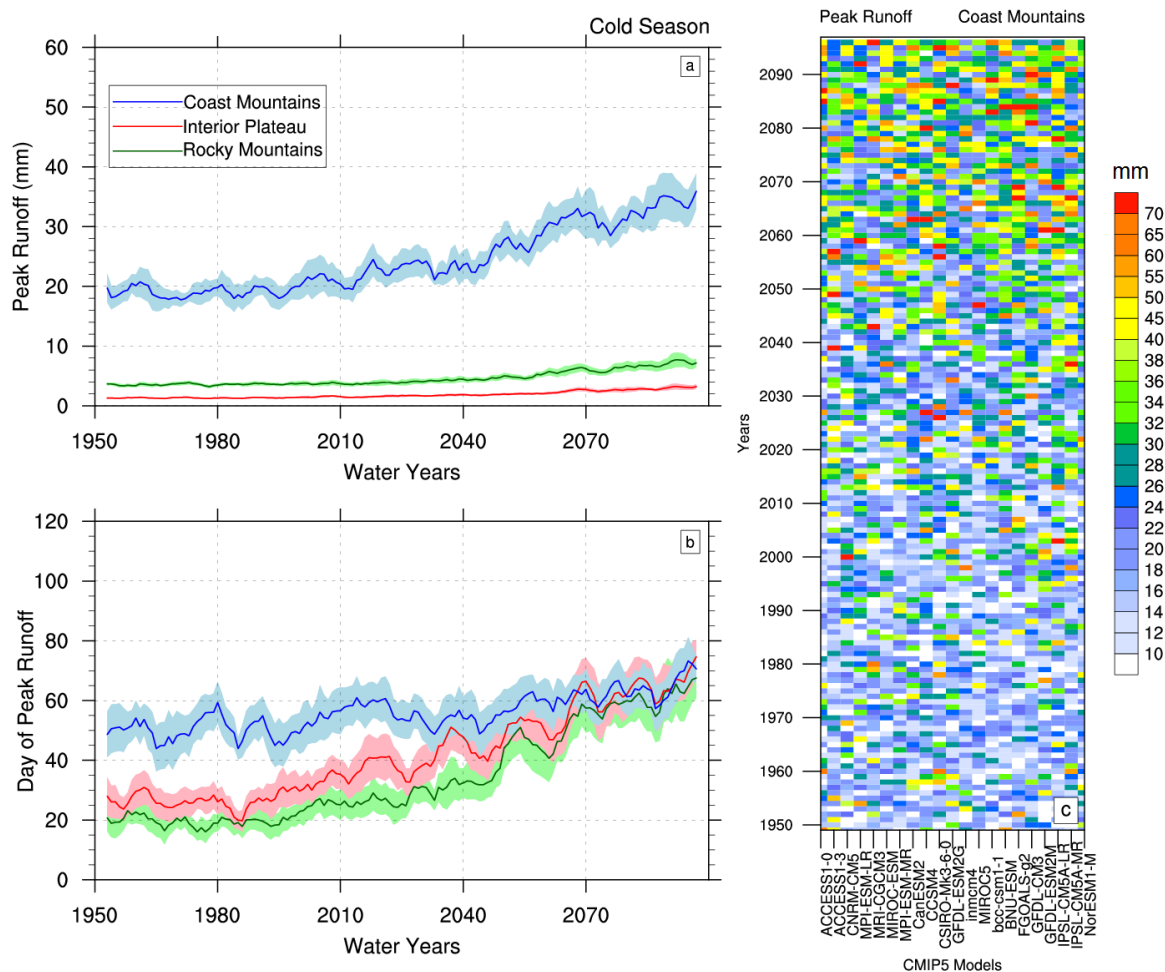 Cold Season
a
60
50
40
30
20
10
0
Peak Runoff (mm)
Coast Mountains
Interior Plateau
Rocky Mountains
1950
1980
2010
2040
2070
Water Years
b
120
100
80
60
40
20
0
Day of Peak Runoff
1950
1980
2010
2040
2070
Water Years
Peak Runoff
Coast Mountains
2090
2080
2070
2060
2050
2040
2030
2020
2010
2000
1990
1980
1970
1960
1950
Years
c
ACCESS1-0
ACCESS1-3
CNRM-CM5
MPI-ESM-LR
MRI-CGCM3
MIROC-ESM
MPI-ESM-MR
CanESM2
CCSM4
CSIRO-Mk3-6-0
GFDL-ESM2G
inmcm4
MIROC5
bcc-csm1-1
BNU-ESM
FGOALS-g2
GFDL-CM3
GFDL-ESM2M
IPSL-CM5A-LR
IPSL-CM5A-MR
NorESM1-M
CMIP5 Models
mm
70
65
60
55
50
40
38
36
34
32
30
28
26
24
22
20
18
16
14
12
10